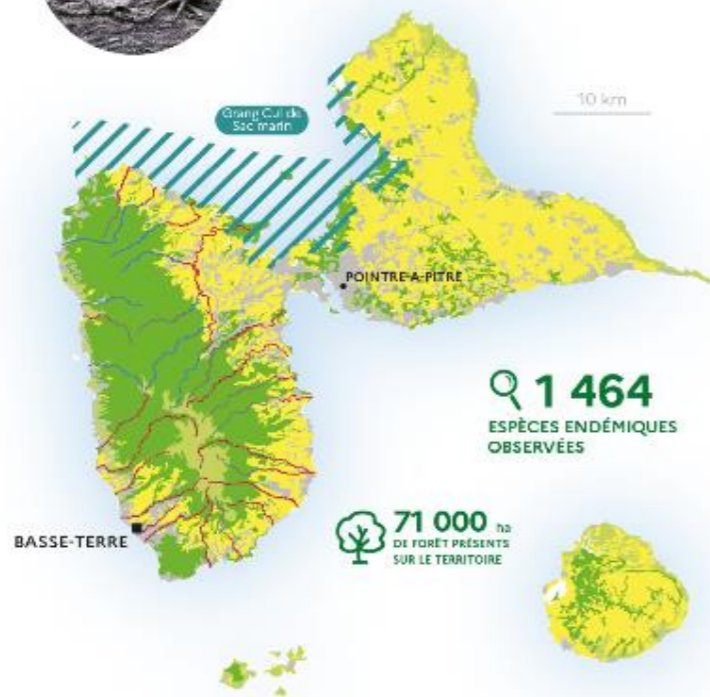 Grand Cul de
Sac marin
10 km
POINTRE-A-PITRE
1 464
ESPÈCES ENDÉMIQUES
OBSERVÉES
71 000 ha
DE FORÊT PRÉSENTS
SUR LE TERRITOIRE
BASSE-TERRE